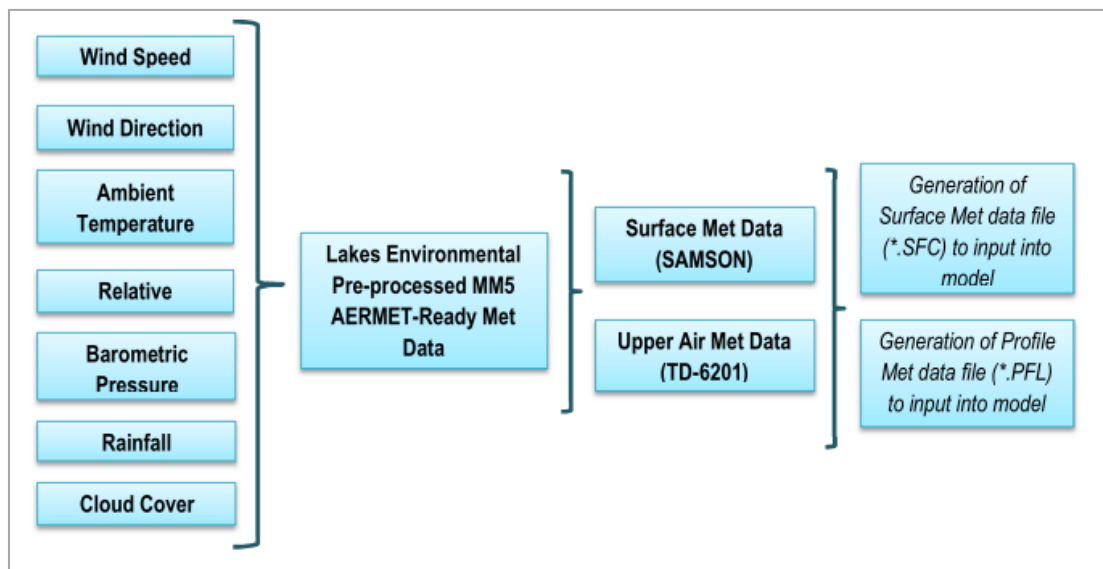 Wind Speed
Wind Direction
Ambient
Temperature
Relative
Barometric
Pressure
Rainfall
Cloud Cover
Lakes Environmental
Pre-processed MM5
AERMET-Ready Met
Data
Surface Met Data
(SAMSON)
Upper Air Met Data
(TD-6201)
Generation of
Surface Met data file
(*.SFC) to input into
model
Generation of Profile
Met data file (*.PFL)
to input into model